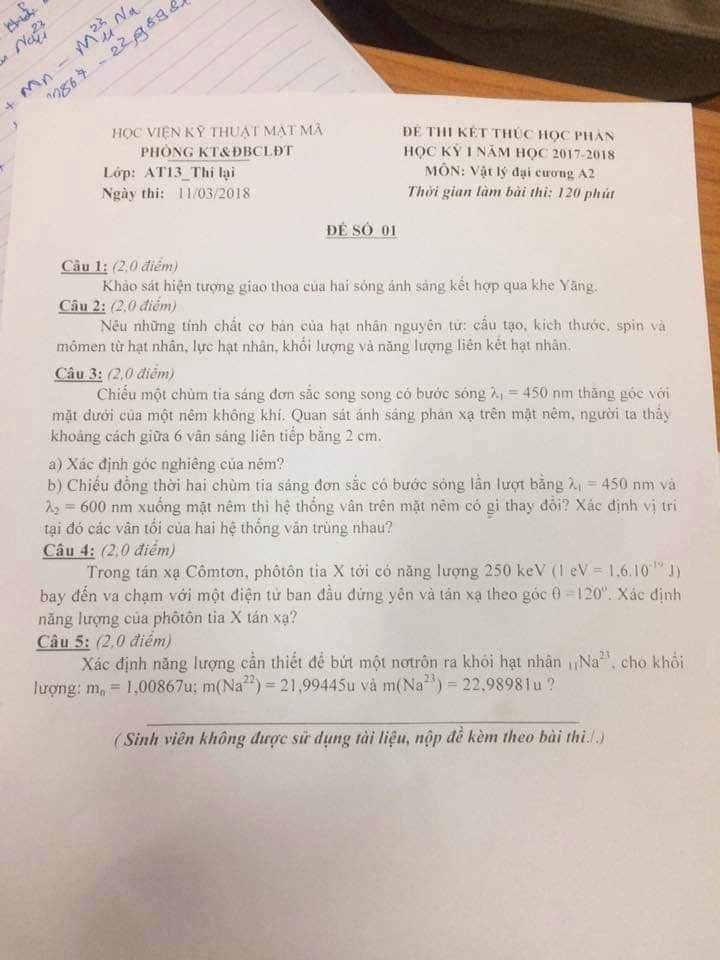 Na₁₁²³
+ mn - M₁₁²³Na
HỌC VIỆN KỸ THUẬT MẬT MÃ
PHÒNG KT&ĐBCLĐT
Lớp: AT13_Thi lại
Ngày thi: 11/03/2018
ĐỀ THI KẾT THÚC HỌC PHẦN
HỌC KỲ I NĂM HỌC 2017-2018
MÔN: Vật lý đại cương A2
Thời gian làm bài thi: 120 phút
ĐỀ SỐ 01
Câu 1: (2,0 điểm)
Khảo sát hiện tượng giao thoa của hai sóng ánh sáng kết hợp qua khe Yăng.
Câu 2: (2,0 điểm)
Nêu những tính chất cơ bản của hạt nhân nguyên tử: cấu tạo, kích thước, spin và
mômen từ hạt nhân, lực hạt nhân, khối lượng và năng lượng liên kết hạt nhân.
Câu 3: (2,0 điểm)
Chiếu một chùm tia sáng đơn sắc song song có bước sóng λ₁ = 450 nm thẳng góc với
mặt dưới của một nêm không khí. Quan sát ánh sáng phản xạ trên mặt nêm, người ta thấy
khoảng cách giữa 6 vân sáng liên tiếp bằng 2 cm.
a) Xác định góc nghiêng của nêm?
b) Chiếu đồng thời hai chùm tia sáng đơn sắc có bước sóng lần lượt bằng λ₁ = 450 nm và
λ₂ = 600 nm xuống mặt nêm thì hệ thống vân trên mặt nêm có gì thay đổi? Xác định vị trí
tại đó các vân tối của hai hệ thống vân trùng nhau?
Câu 4: (2,0 điểm)
Trong tán xạ Cômtơn, phôtôn tia X tới có năng lượng 250 keV (1 eV = 1,6.10⁻¹⁹ J)
bay đến va chạm với một điện tử ban đầu đứng yên và tán xạ theo góc θ =120º. Xác định
năng lượng của phôtôn tia X tán xạ?
Câu 5: (2,0 điểm)
Xác định năng lượng cần thiết để bứt một nơtrôn ra khỏi hạt nhân ₁₁Na²³, cho khối
lượng: mₙ = 1,00867u; m(Na²²) = 21,99445u và m(Na²³) = 22,98981u ?
( Sinh viên không được sử dụng tài liệu, nộp đề kèm theo bài thi./.)